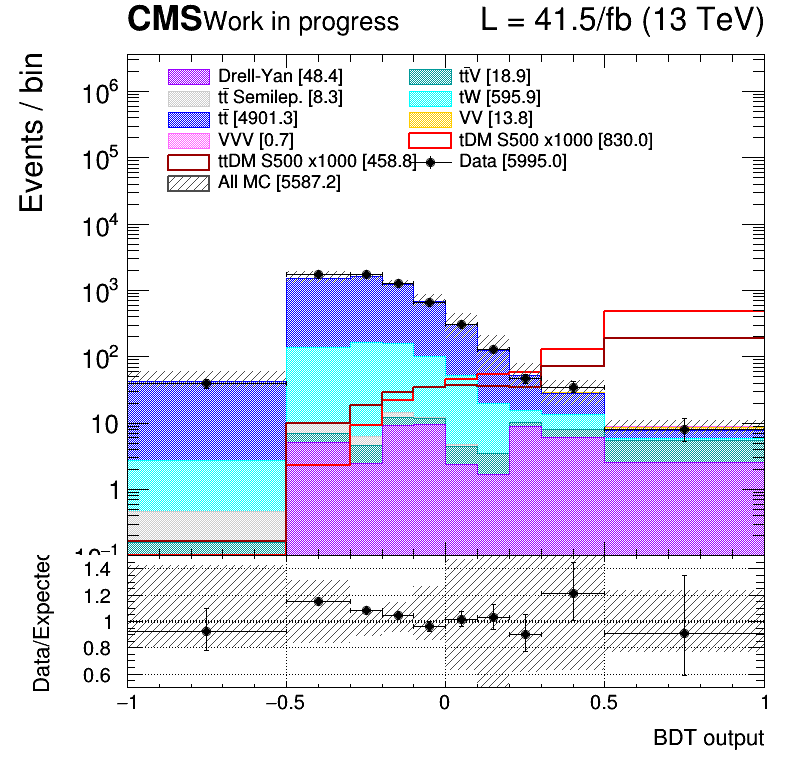 CMS Work in progress L = 41.5/fb (13 TeV)
Events / bin
Drell-Yan [48.4] tt̄V [18.9]
tt̄ Semilep. [8.3] tW [595.9]
tt̄ [4901.3] VV [13.8]
VVV [0.7] tDM S500 x1000 [830.0]
ttDM S500 x1000 [458.8] Data [5995.0]
All MC [5587.2]
10⁶
10⁵
10⁴
10³
10²
10
1
10⁻¹
Data/Expected
1.4
1.2
1
0.8
0.6
−1 −0.5 0 0.5 1
BDT output